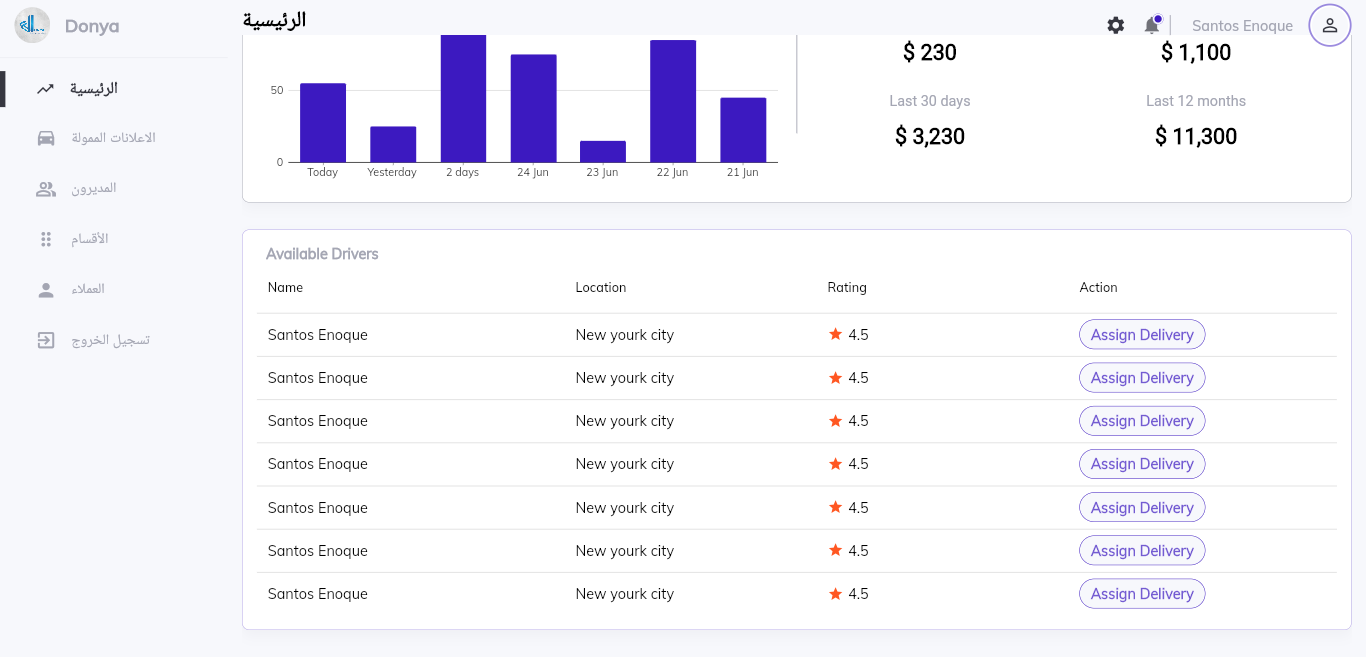 Donya
الرئيسية
Santos Enoque
الرئيسية
الاعلانات الممولة
المديرون
الأقسام
العملاء
تسجيل الخروج
50
0
Today Yesterday 2 days 24 Jun 23 Jun 22 Jun 21 Jun
$ 230 $ 1,100
Last 30 days Last 12 months
$ 3,230 $ 11,300
Available Drivers
Name Location Rating Action
Santos Enoque New yourk city 4.5 Assign Delivery
Santos Enoque New yourk city 4.5 Assign Delivery
Santos Enoque New yourk city 4.5 Assign Delivery
Santos Enoque New yourk city 4.5 Assign Delivery
Santos Enoque New yourk city 4.5 Assign Delivery
Santos Enoque New yourk city 4.5 Assign Delivery
Santos Enoque New yourk city 4.5 Assign Delivery